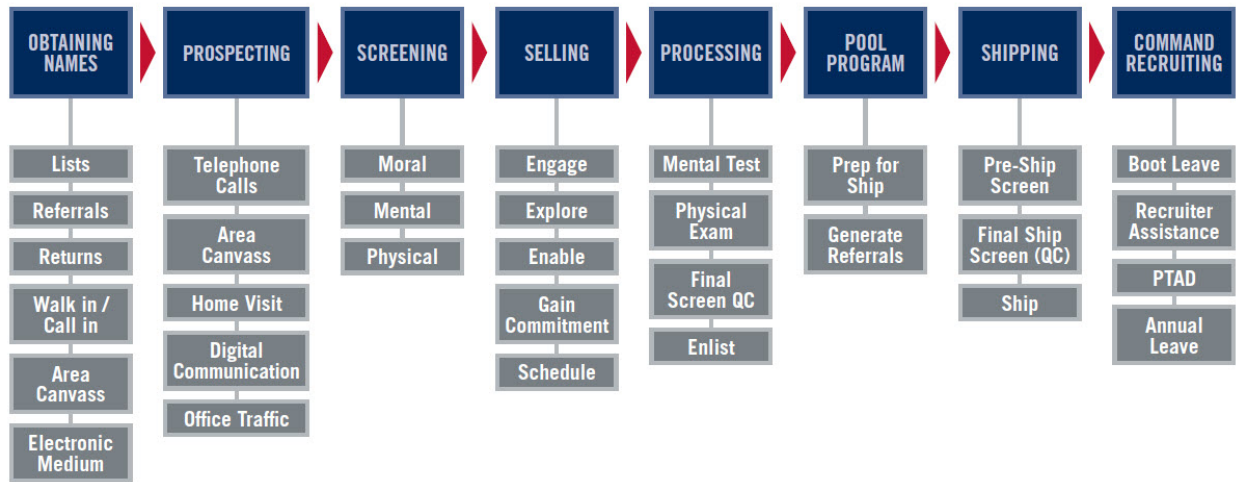 OBTAINING
NAMES
PROSPECTING
SCREENING
SELLING
PROCESSING
POOL
PROGRAM
SHIPPING
COMMAND
RECRUITING
Lists
Referrals
Returns
Walk in /
Call in
Area
Canvass
Electronic
Medium
Telephone
Calls
Area
Canvass
Home Visit
Digital
Communication
Office Traffic
Moral
Mental
Physical
Engage
Explore
Enable
Gain
Commitment
Schedule
Mental Test
Physical
Exam
Final
Screen QC
Enlist
Prep for
Ship
Generate
Referrals
Pre-Ship
Screen
Final Ship
Screen (QC)
Ship
Boot Leave
Recruiter
Assistance
PTAD
Annual
Leave